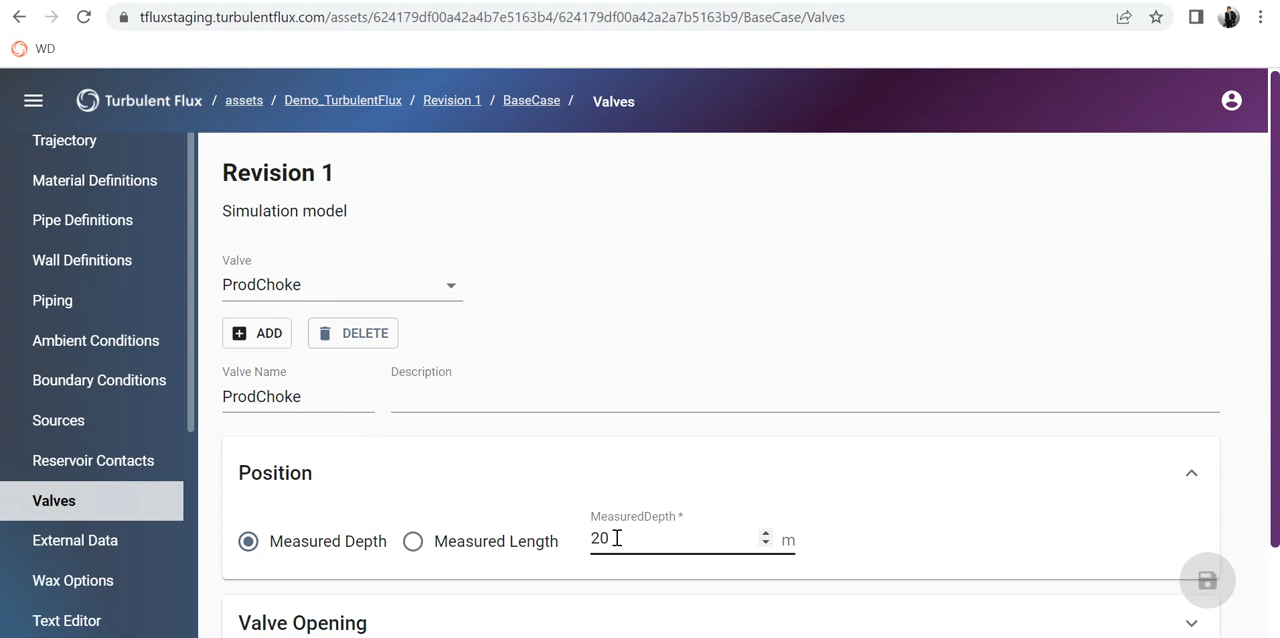 tfluxstaging.turbulentflux.com/assets/624179df00a42a4b7e5163b4/624179df00a42a2a7b5163b9/BaseCase/Valves
WD
Turbulent Flux / assets / Demo_TurbulentFlux / Revision 1 / BaseCase / Valves
Trajectory
Material Definitions
Pipe Definitions
Wall Definitions
Piping
Ambient Conditions
Boundary Conditions
Sources
Reservoir Contacts
Valves
External Data
Wax Options
Text Editor
Revision 1
Simulation model
Valve
ProdChoke
ADD DELETE
Valve Name Description
ProdChoke
Position
MeasuredDepth *
Measured Depth Measured Length 20 m
Valve Opening